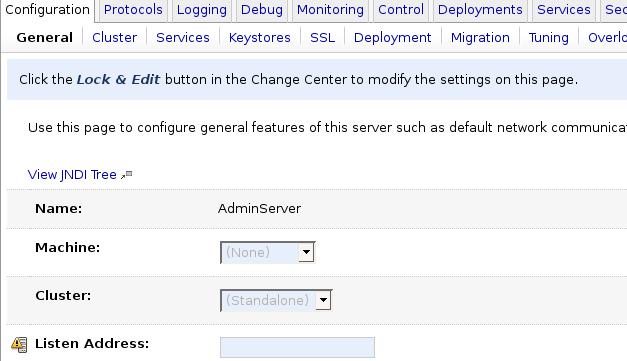 Configuration Protocols Logging Debug Monitoring Control Deployments Services
General Cluster Services Keystores SSL Deployment Migration Tuning
Click the Lock & Edit button in the Change Center to modify the settings on this page.
Use this page to configure general features of this server such as default network
View JNDI Tree
Name: AdminServer
Machine: (None)
Cluster: (Standalone)
Listen Address: